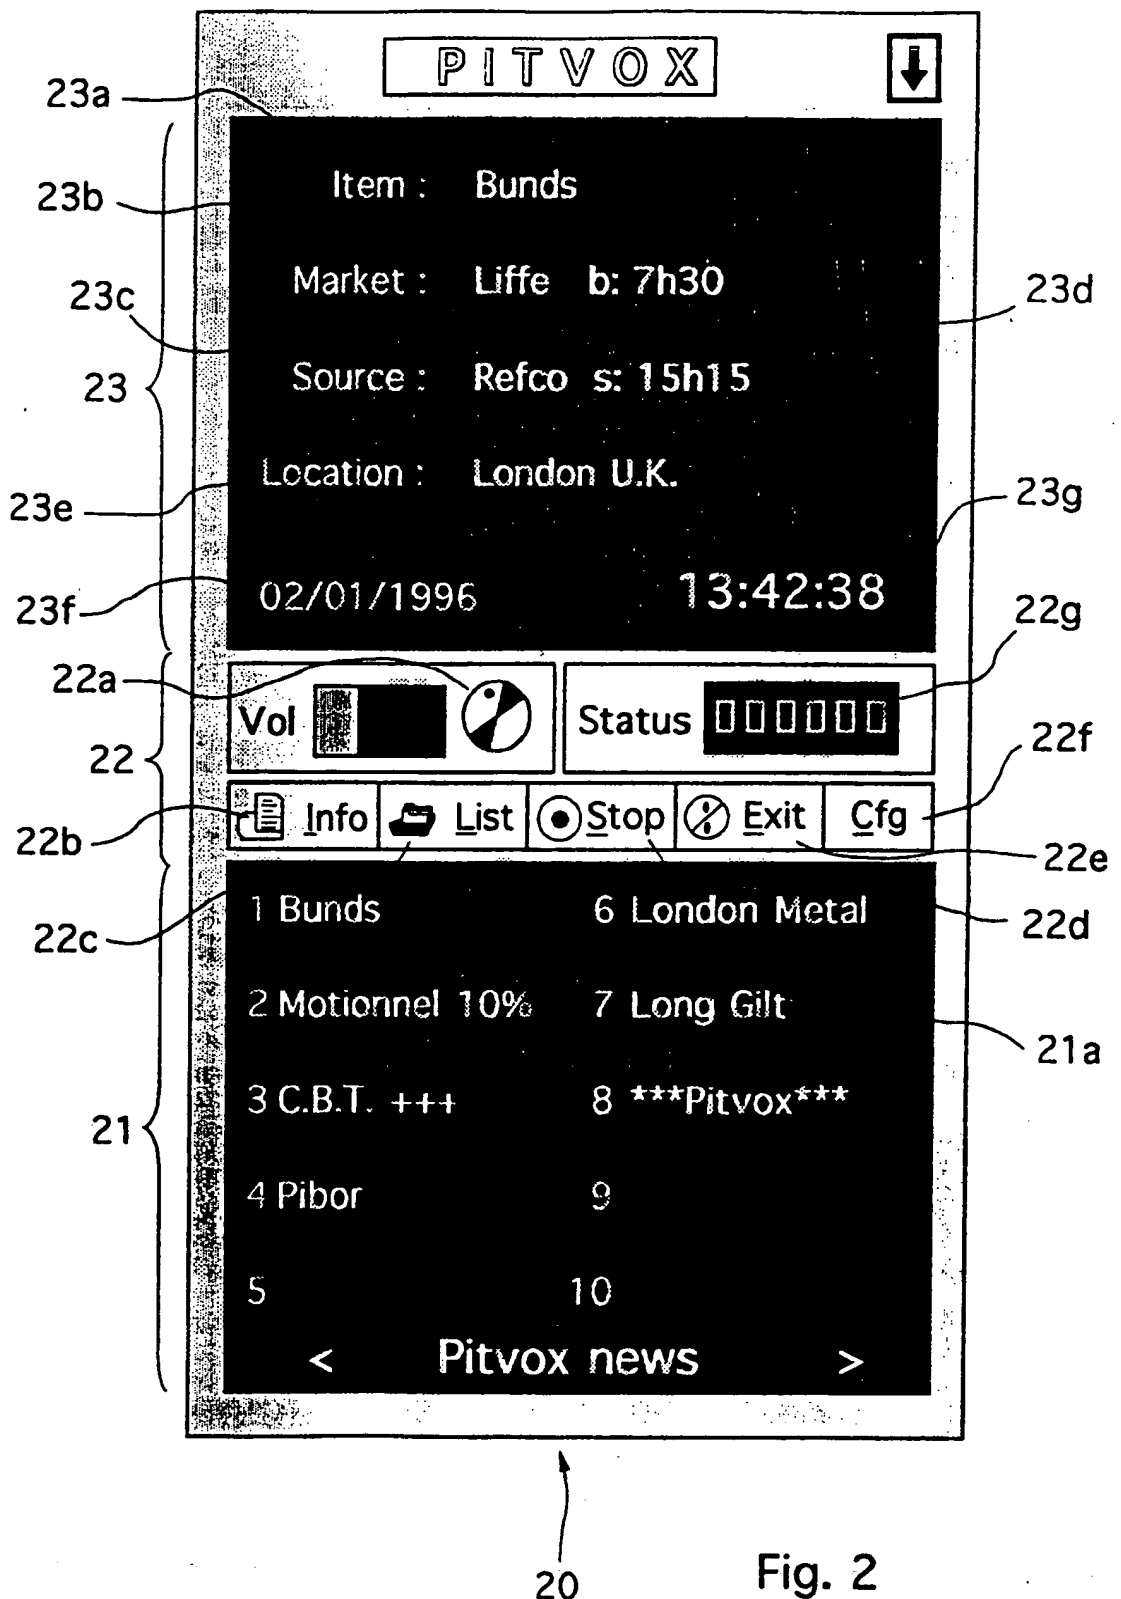 PITVOX
23a
Item : Bunds
23b
Market : Liffe b: 7h30
23c
23d
Source : Refco s: 15h15
23
Location : London U.K.
23e
23g
02/01/1996 13:42:38
23f
22g
22a
Vol
Status
22
22f
Info List Stop Exit Cfg
22b
22e
1 Bunds 6 London Metal
22c
22d
2 Motionnel 10% 7 Long Gilt
21a
3 C.B.T. +++ 8 ***Pitvox***
21
4 Pibor 9
5 10
< Pitvox news >
20
Fig. 2